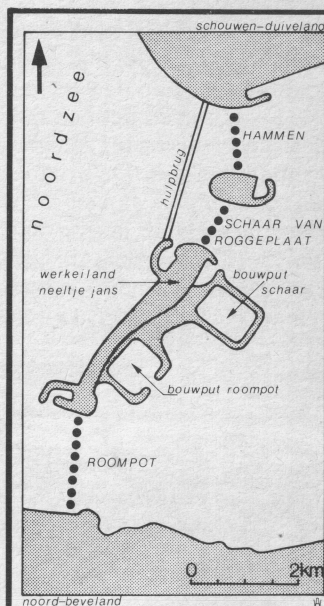 schouwen-duiveland
noordzee
HAMMEN
hulpbrug
SCHAAR VAN
ROGGEPLAAT
werkeiland
neeltje jans
bouwput
schaar
bouwput roompot
ROOMPOT
0 2km
noord-beveland